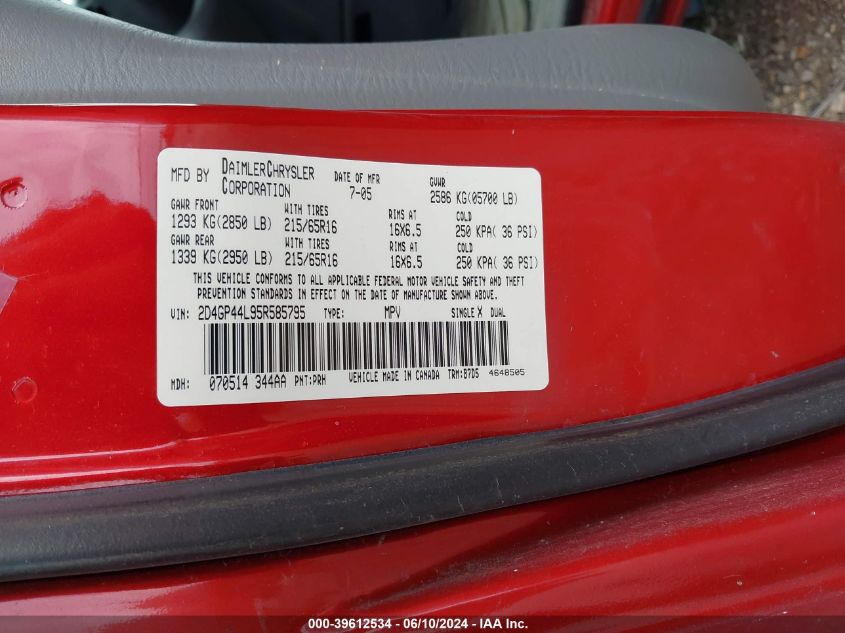 MFD BY DAIMLERCHRYSLER CORPORATION DATE OF MFR 7-05 GVWR 2586 KG(05700 LB)
GAWR FRONT WITH TIRES RIMS AT COLD
1293 KG(2850 LB) 215/65R16 16X6.5 250 KPA( 36 PSI)
GAWR REAR WITH TIRES RIMS AT COLD
1339 KG(2950 LB) 215/65R16 16X6.5 250 KPA( 36 PSI)
THIS VEHICLE CONFORMS TO ALL APPLICABLE FEDERAL MOTOR VEHICLE SAFETY AND THEFT
PREVENTION STANDARDS IN EFFECT ON THE DATE OF MANUFACTURE SHOWN ABOVE.
VIN: 2D4GP44L95R585795 TYPE: MPV SINGLE X DUAL
MDH: 070514 344AA PNT:PRH VEHICLE MADE IN CANADA TRM:B7D5 4648505
000-39612534 - 06/10/2024 - IAA Inc.